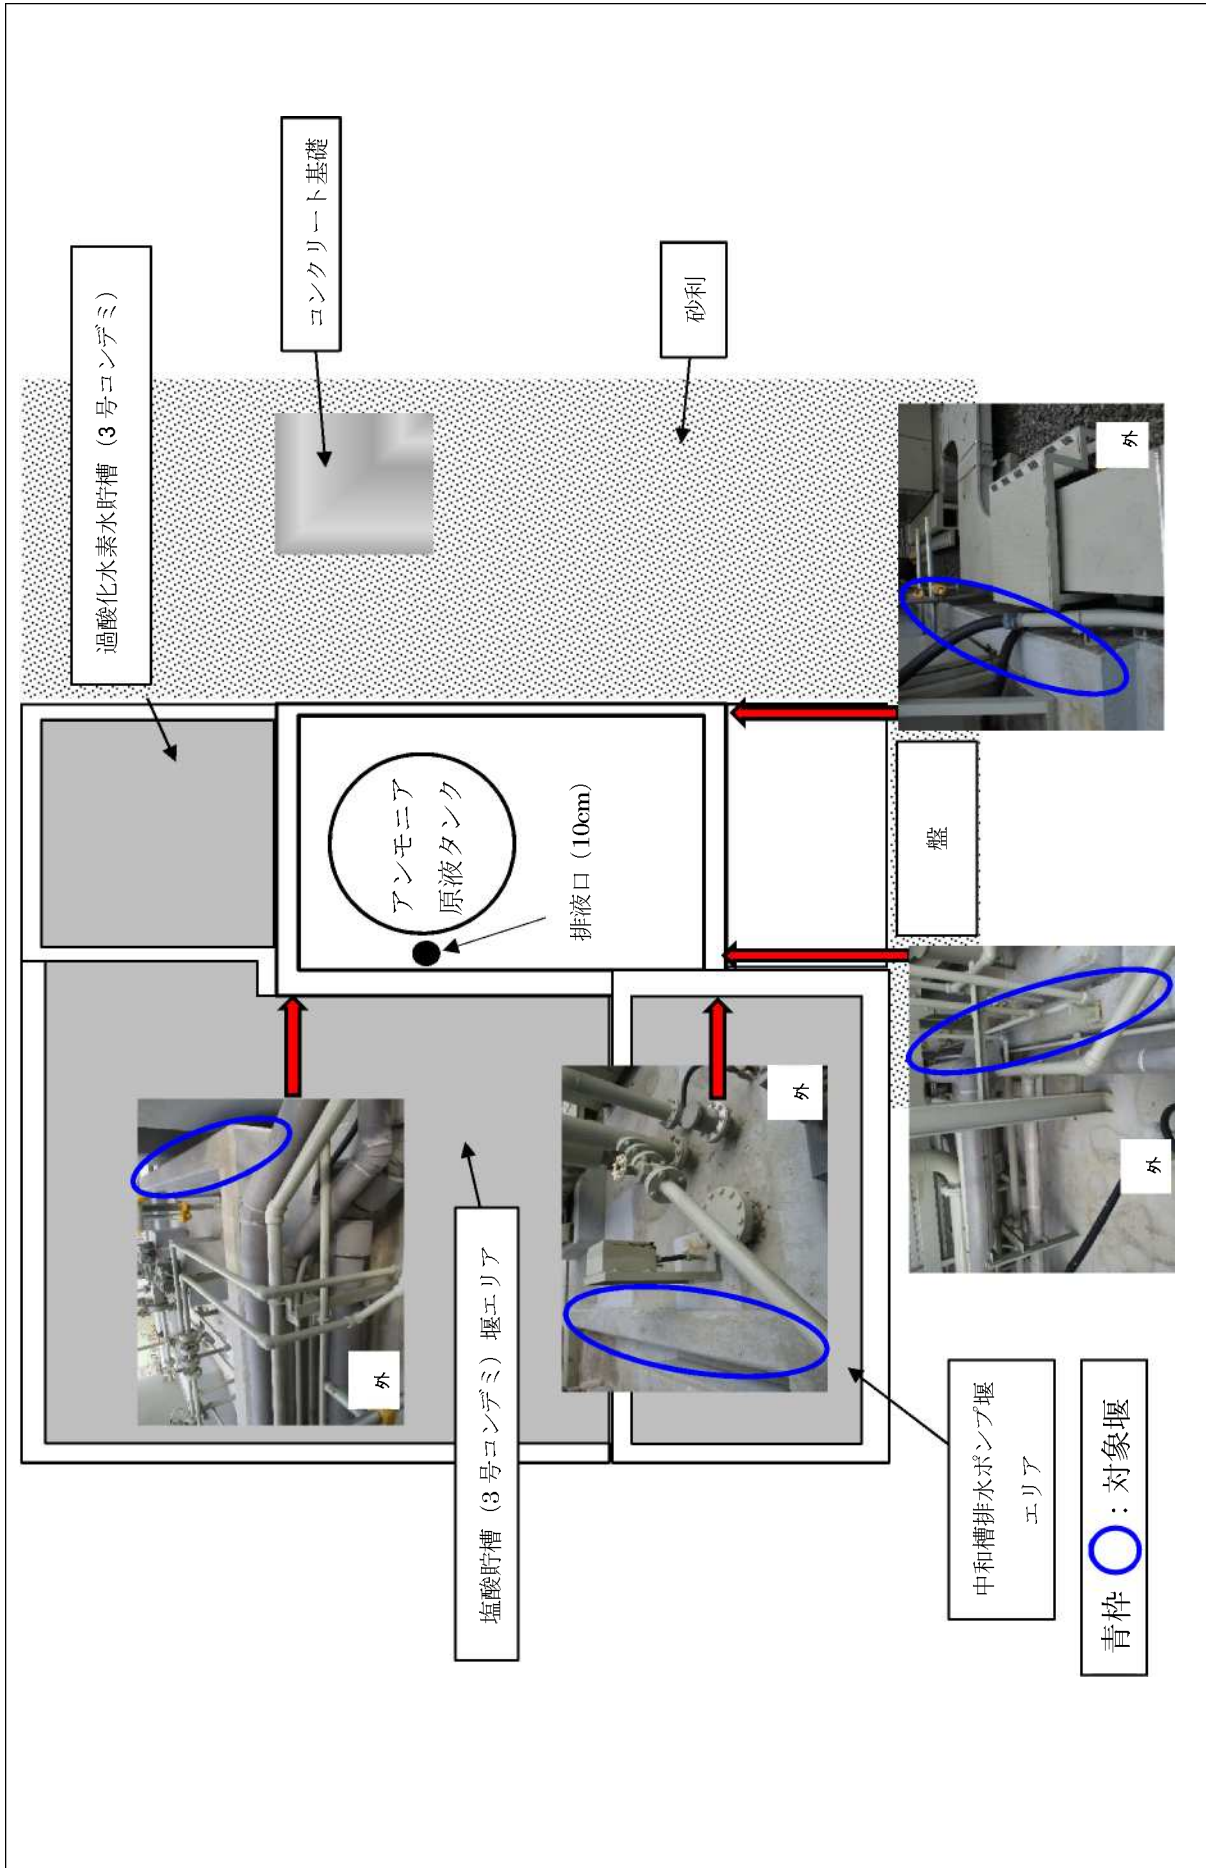 過酸化水素水貯槽（3 号コンデミ）
コンクリート基礎
砂利
アンモニア
原液タンク
排液口（10cm）
盤
外
外
外
外
塩酸貯槽（3 号コンデミ）堰エリア
中和槽排水ポンプ堰
エリア
青枠 ：対象堰